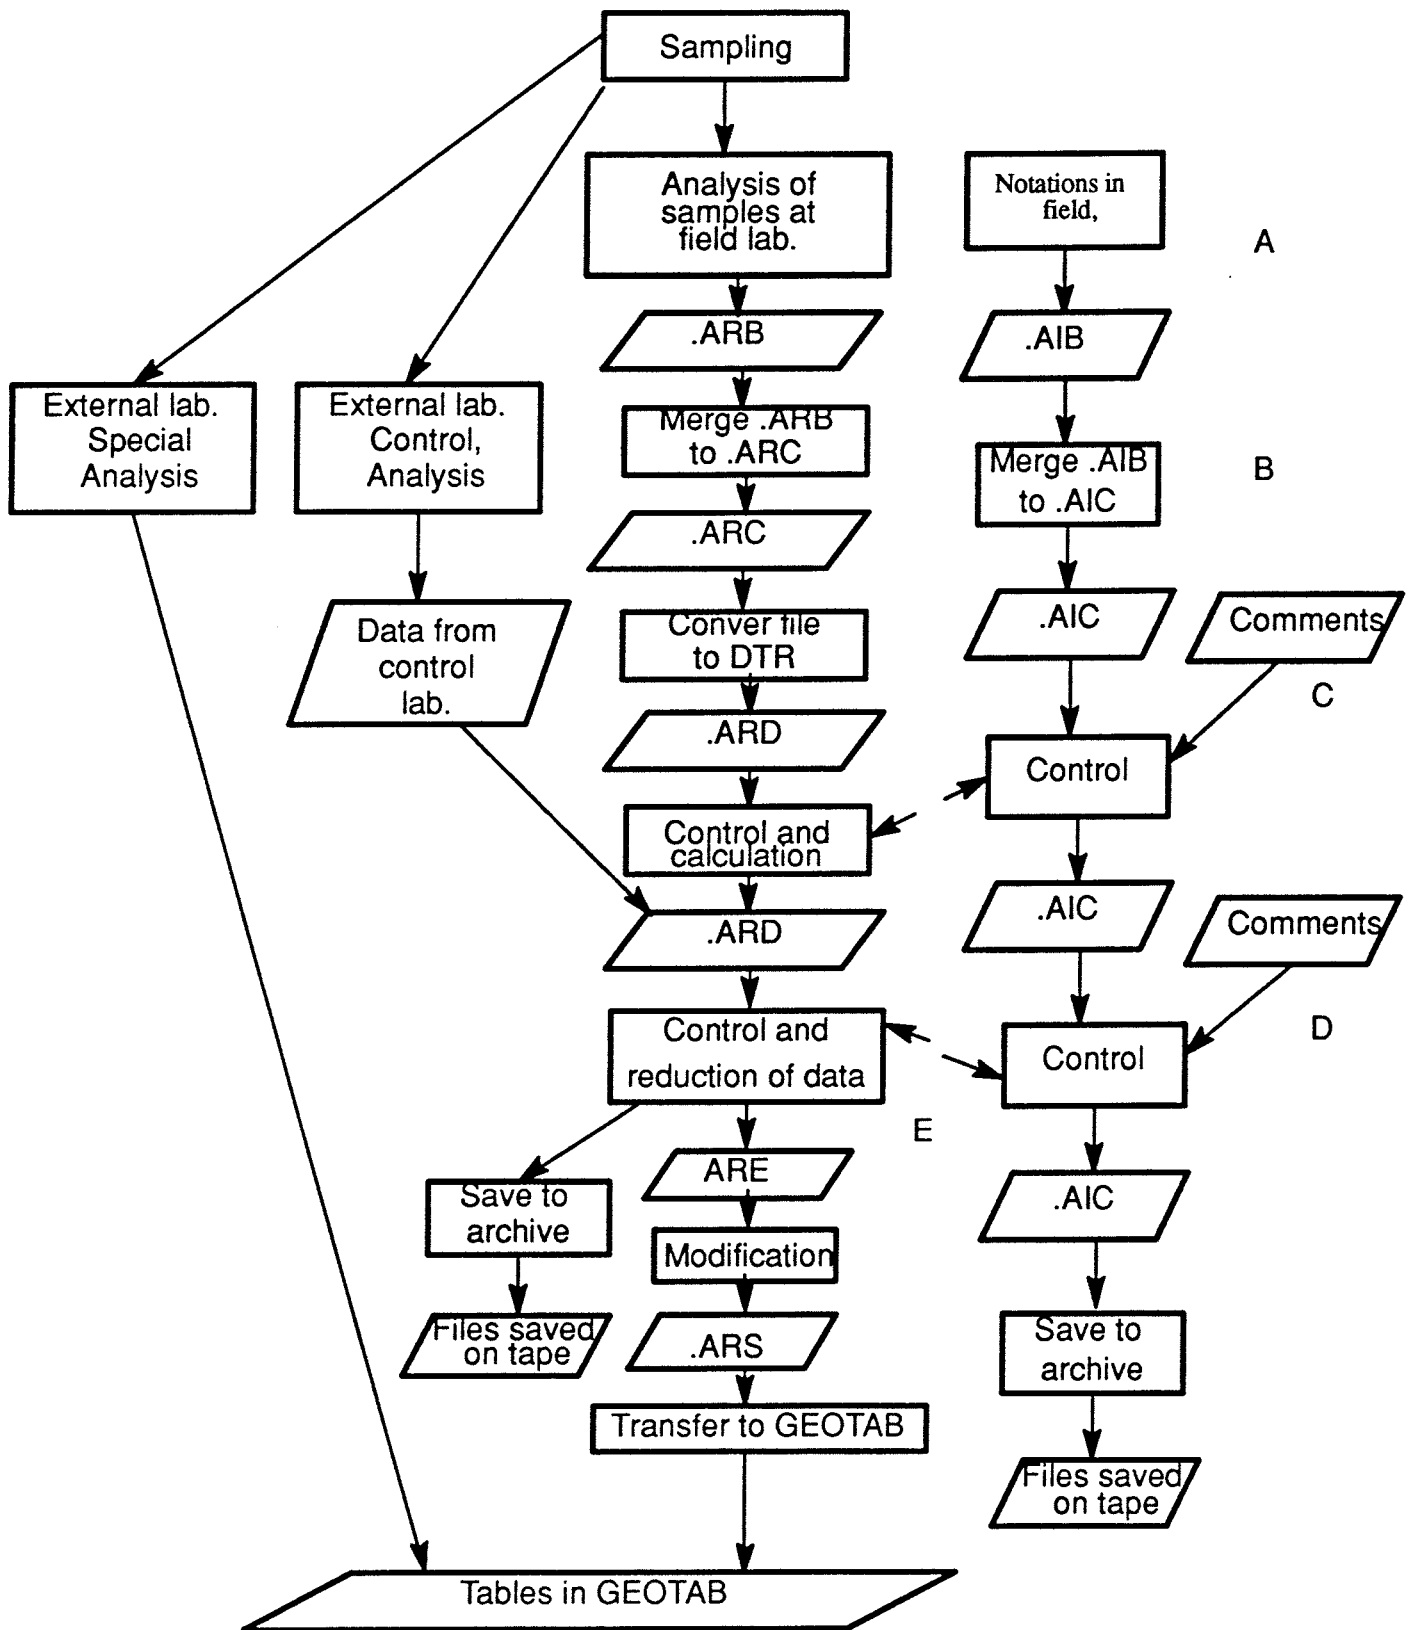 Sampling
Analysis of
samples at
field lab.
Notations in
field,
A
.ARB
.AIB
External lab.
Special
Analysis
External lab.
Control,
Analysis
Merge .ARB
to .ARC
Merge .AIB
to .AIC
B
.ARC
Data from
control
lab.
Conver file
to DTR
.AIC
Comments
C
.ARD
Control
Control and
calculation
.ARD
.AIC
Comments
Control and
reduction of data
Control
D
E
ARE
Save to
archive
.AIC
Modification
Files saved
on tape
.ARS
Save to
archive
Transfer to GEOTAB
Files saved
on tape
Tables in GEOTAB